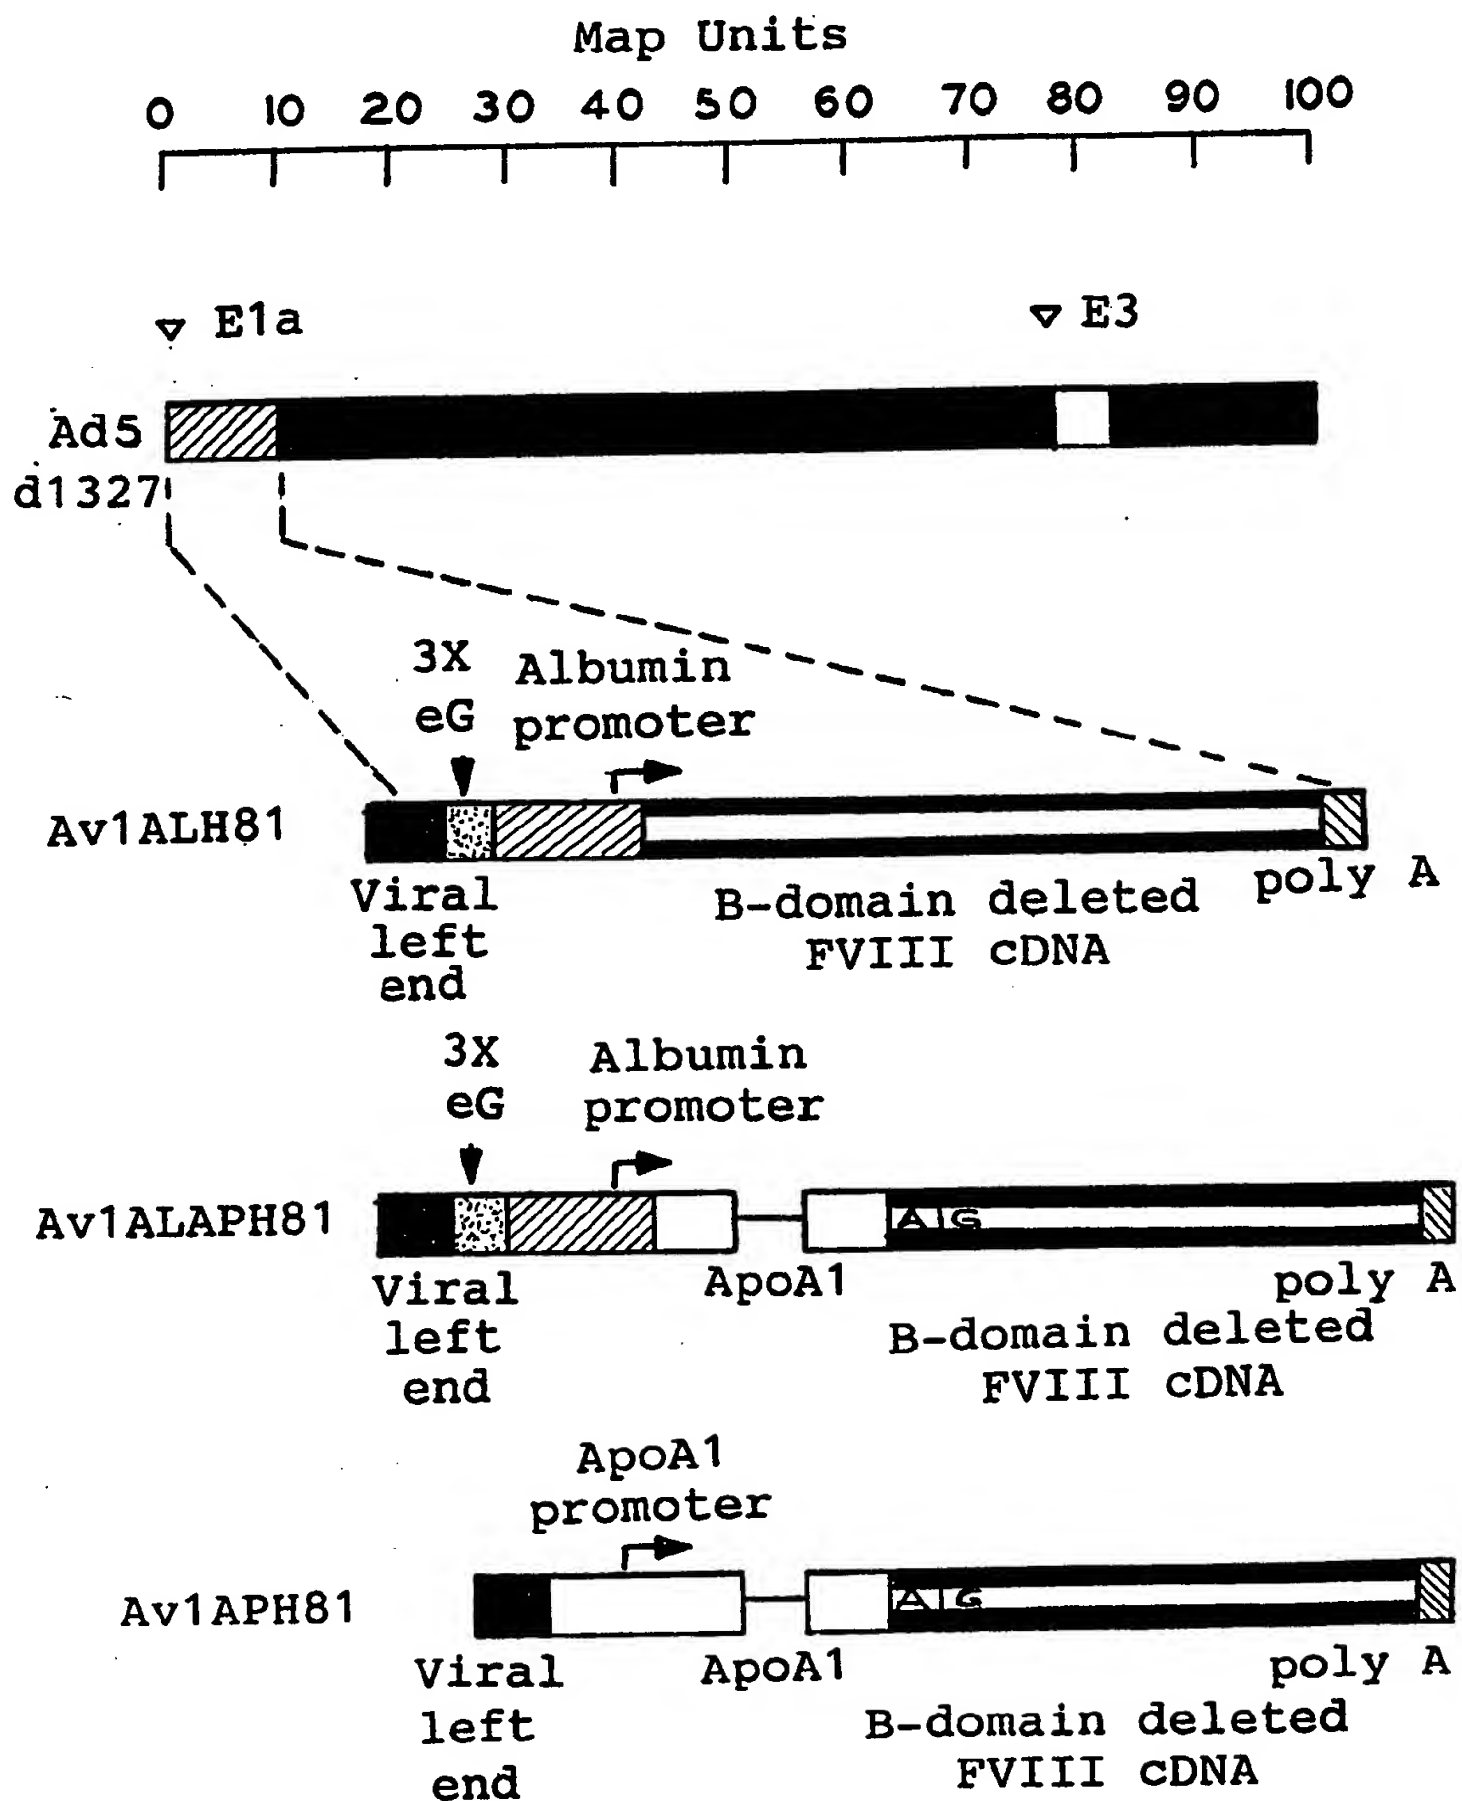 Map Units
0 10 20 30 40 50 60 70 80 90 100
E1a
E3
Ad5
d1327
3X
eG
Albumin
promoter
Av1ALH81
Viral
left
end
B-domain deleted
FVIII cDNA
poly A
3X
eG
Albumin
promoter
Av1ALAPH81
ATG
Viral
left
end
ApoA1
poly A
B-domain deleted
FVIII cDNA
ApoA1
promoter
Av1APH81
ATG
Viral
left
end
ApoA1
poly A
B-domain deleted
FVIII cDNA